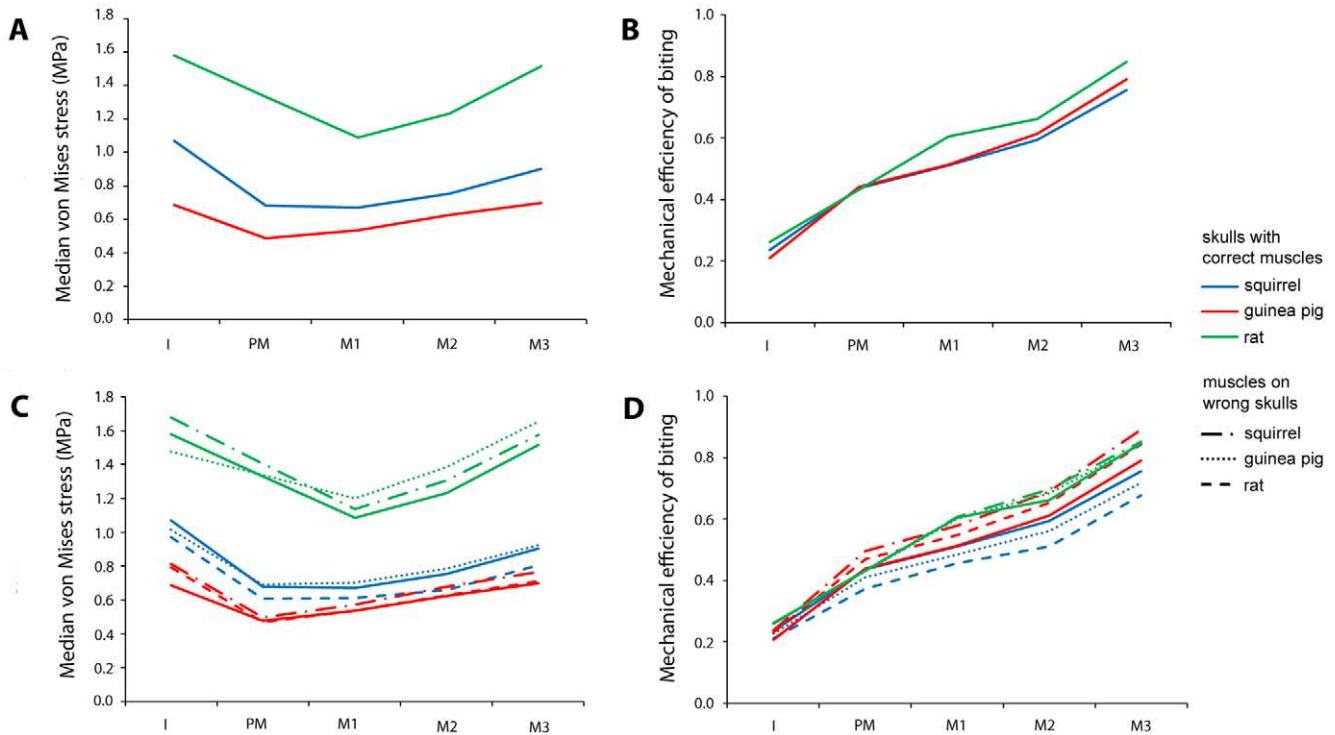 A
Median von Mises stress (MPa)
1.8
1.6
1.4
1.2
1.0
0.8
0.6
0.4
0.2
0.0
I PM M1 M2 M3
B
Mechanical efficiency of biting
1.0
0.8
0.6
0.4
0.2
0.0
I PM M1 M2 M3
skulls with
correct muscles
squirrel
guinea pig
rat
muscles on
wrong skulls
squirrel
guinea pig
rat
C
Median von Mises stress (MPa)
1.8
1.6
1.4
1.2
1.0
0.8
0.6
0.4
0.2
0.0
I PM M1 M2 M3
D
Mechanical efficiency of biting
1.0
0.8
0.6
0.4
0.2
0.0
I PM M1 M2 M3